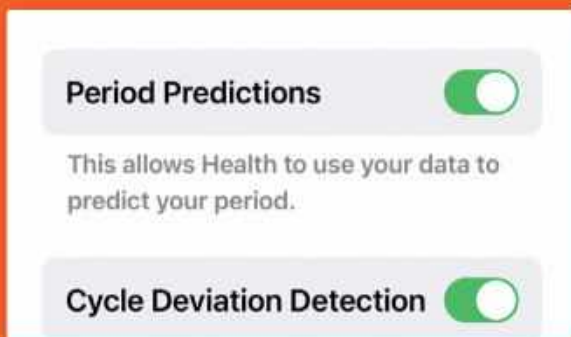 Period Predictions
This allows Health to use your data to
predict your period.
Cycle Deviation Detection